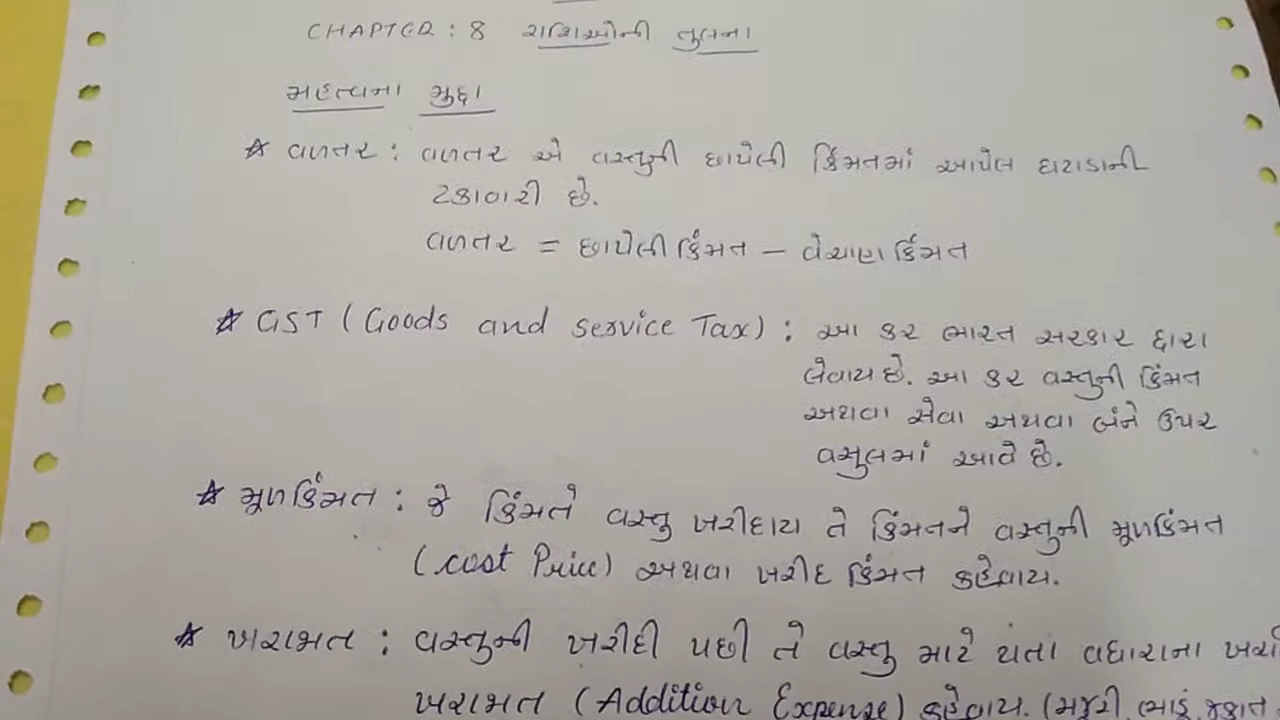 CHAPTER : 8 રાશિઓની તુલના
મહત્વના મુદ્દા
☆ વળતર : વળતર એ વસ્તુની છાપેલી કિંમતમાં આપેલ ઘટાડાની
ટકાવારી છે.
વળતર = છાપેલી કિંમત – વેચાણ કિંમત
☆ GST ( Goods and service Tax) : આ કર ભારત સરકાર દ્વારા
લેવાય છે. આ કર વસ્તુની કિંમત
અથવા સેવા અથવા બંને ઉપર
વસુલમાં આવે છે.
☆ મૂળકિંમત : જે કિંમતે વસ્તુ ખરીદાય તે કિંમતને વસ્તુની મૂળકિંમત
(cost Price) અથવા ખરીદ કિંમત કહેવાય.
☆ ખરાજાત : વસ્તુની ખરીદી પછી તે વસ્તુ માટે થતા વધારાના
ખરાજાત (Addition Expense) કહેવાય. (મજૂરી, ભાડું, જકાત